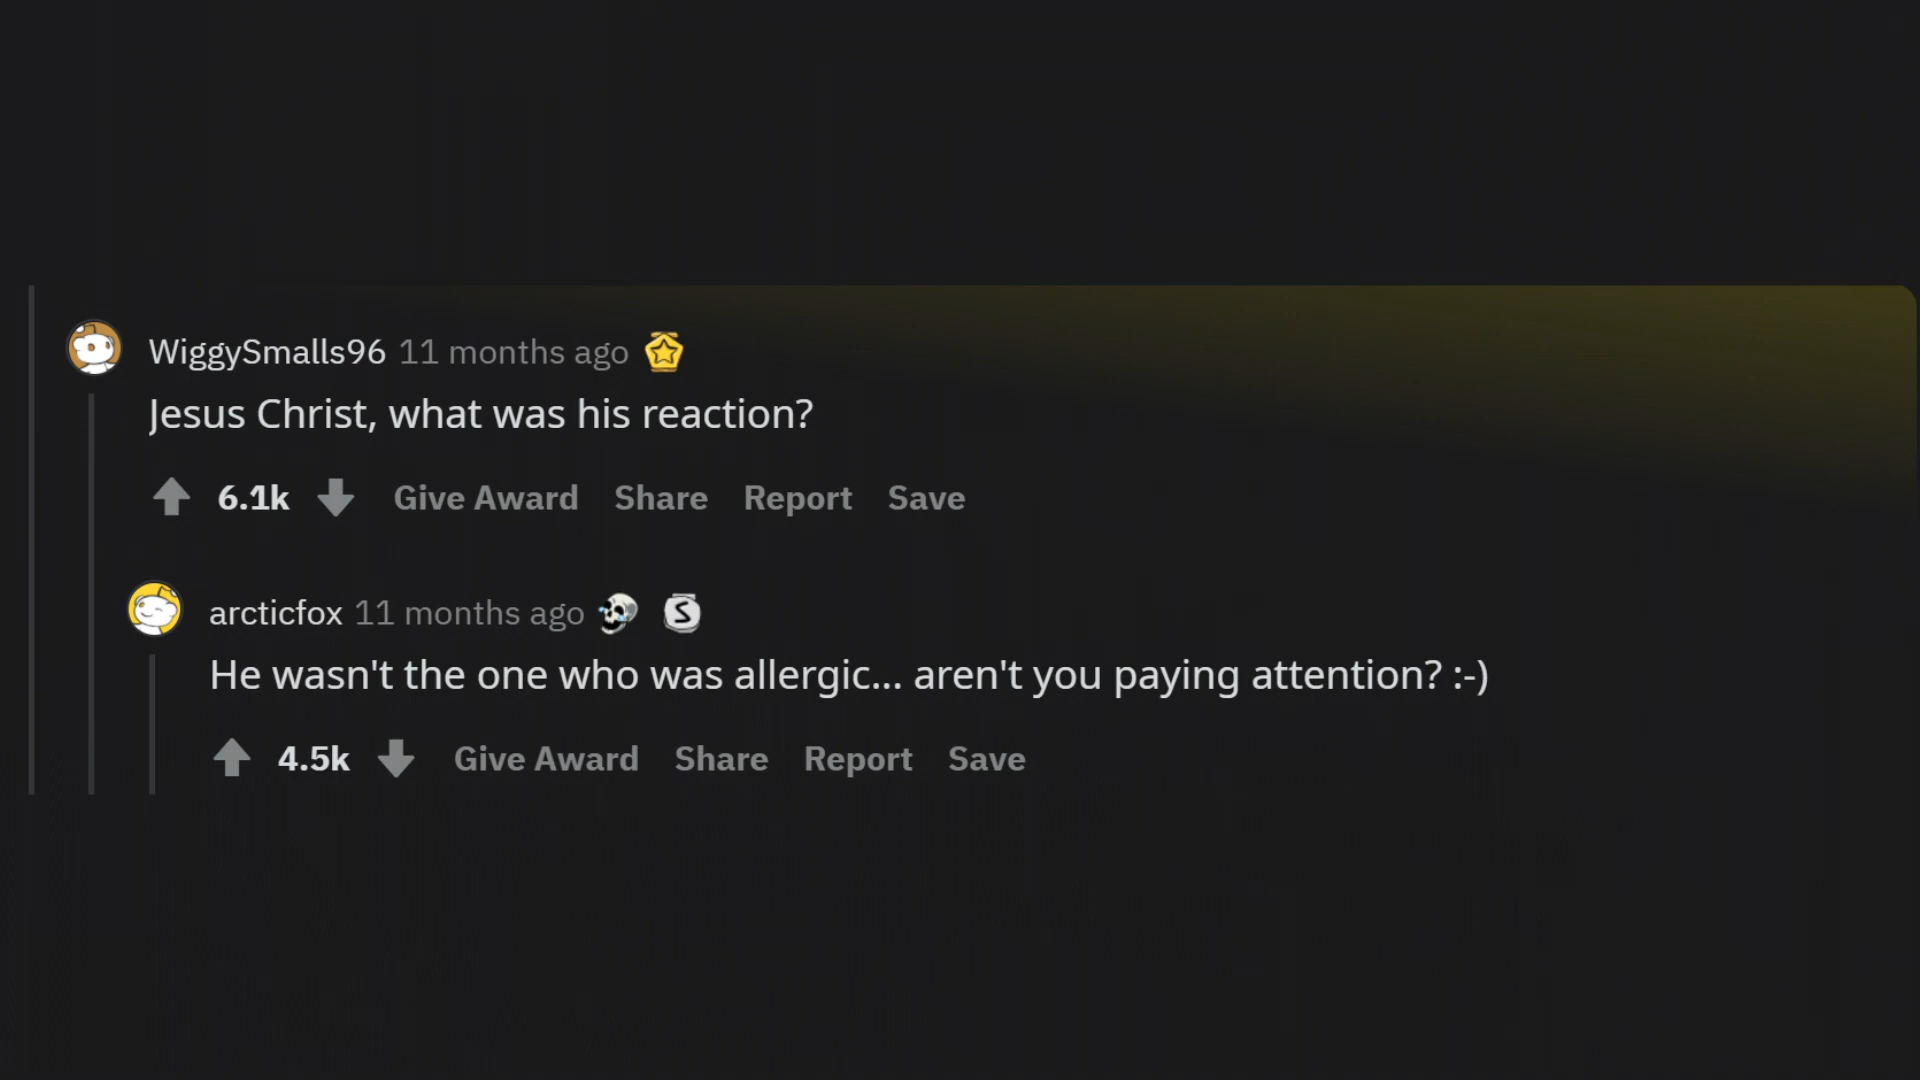 WiggySmalls96 11 months ago
Jesus Christ, what was his reaction?
6.1k Give Award Share Report Save
arcticfox 11 months ago S
He wasn't the one who was allergic... aren't you paying attention? :-)
4.5k Give Award Share Report Save